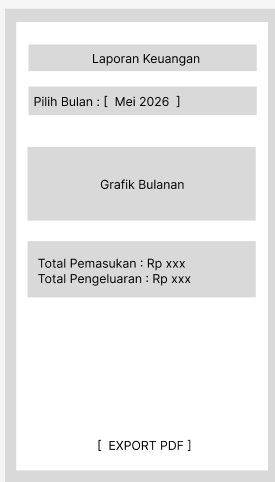 Laporan Keuangan
Pilih Bulan : [ Mei 2026 ]
Grafik Bulanan
Total Pemasukan : Rp xxx
Total Pengeluaran : Rp xxx
[ EXPORT PDF ]